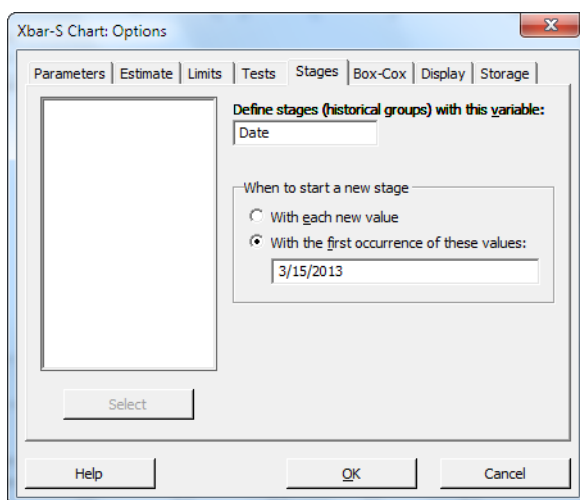 Xbar-S Chart: Options
Parameters Estimate Limits Tests Stages Box-Cox Display Storage
Define stages (historical groups) with this variable:
Date
When to start a new stage
With each new value
With the first occurrence of these values:
3/15/2013
Select
Help OK Cancel